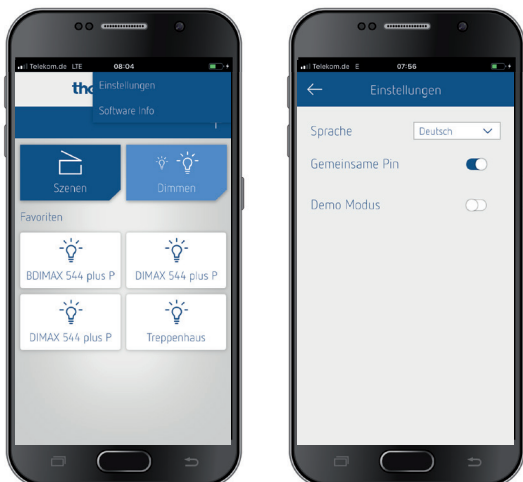 Telekom.de LTE 08:04
the
Einstellungen
Software Info
Szenen
Dimmen
Favoriten
BDIMAX 544 plus P
DIMAX 544 plus P
DIMAX 544 plus P
Treppenhaus
Telekom.de E 07:56
Einstellungen
Sprache Deutsch
Gemeinsame Pin
Demo Modus